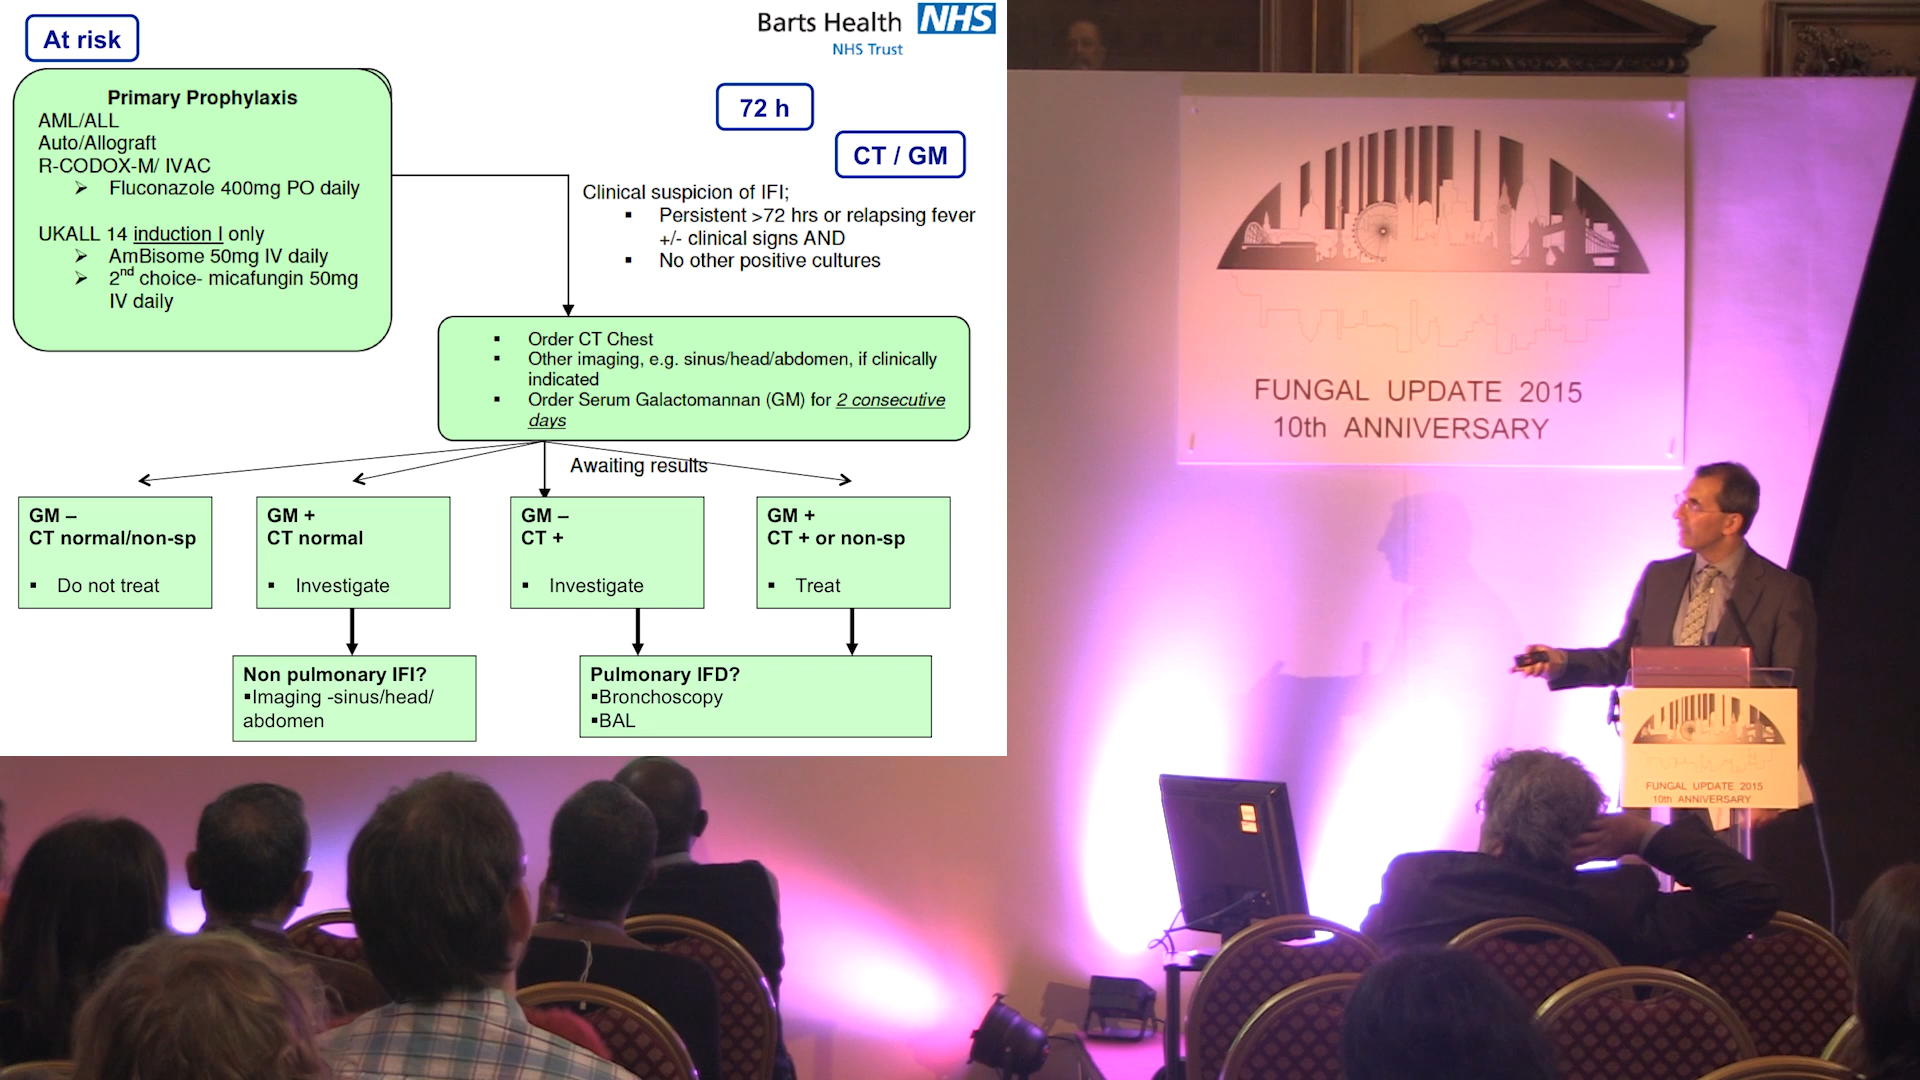 At risk
Barts Health NHS
NHS Trust
Primary Prophylaxis
AML/ALL
Auto/Allograft
R-CODOX-M/ IVAC
➢ Fluconazole 400mg PO daily
UKALL 14 induction I only
➢ AmBisome 50mg IV daily
➢ 2nd choice- micafungin 50mg
IV daily
72 h
CT / GM
Clinical suspicion of IFI;
▪ Persistent >72 hrs or relapsing fever
+/- clinical signs AND
▪ No other positive cultures
▪ Order CT Chest
▪ Other imaging, e.g. sinus/head/abdomen, if clinically
indicated
▪ Order Serum Galactomannan (GM) for 2 consecutive
days
Awaiting results
GM –
CT normal/non-sp
▪ Do not treat
GM +
CT normal
▪ Investigate
GM –
CT +
▪ Investigate
GM +
CT + or non-sp
▪ Treat
Non pulmonary IFI?
▪Imaging -sinus/head/
abdomen
Pulmonary IFD?
▪Bronchoscopy
▪BAL
FUNGAL UPDATE 2015
10th ANNIVERSARY
FUNGAL UPDATE 2015
10th ANNIVERSARY